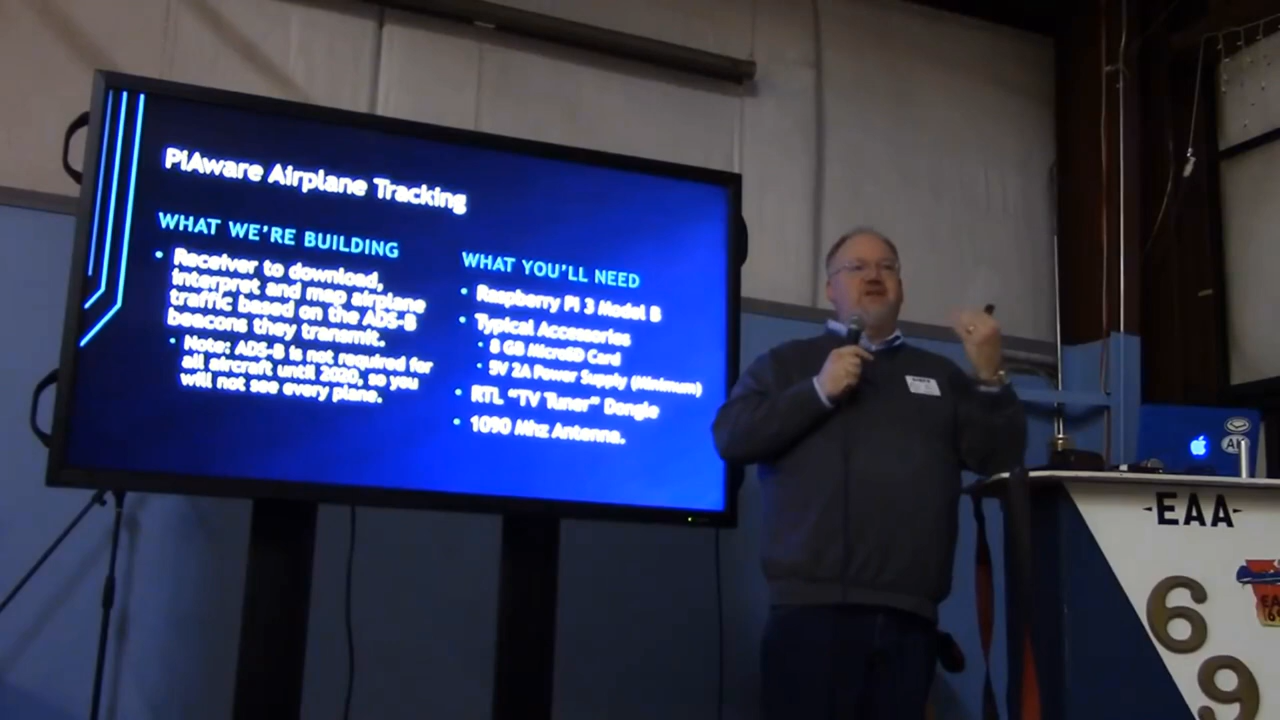 PiAware Airplane Tracking
WHAT WE'RE BUILDING
• Receiver to download,
interpret and map airplane
traffic based on the ADS-B
beacons they transmit.
• Note: ADS-B is not required for
all aircraft until 2020, so you
will not see every plane.
WHAT YOU'LL NEED
• Raspberry Pi 3 Model B
• Typical Accessories
• 8 GB MicroSD Card
• 5V 2A Power Supply (Minimum)
• RTL "TV Tuner" Dongle
• 1090 Mhz Antenna.
-EAA-
6
9